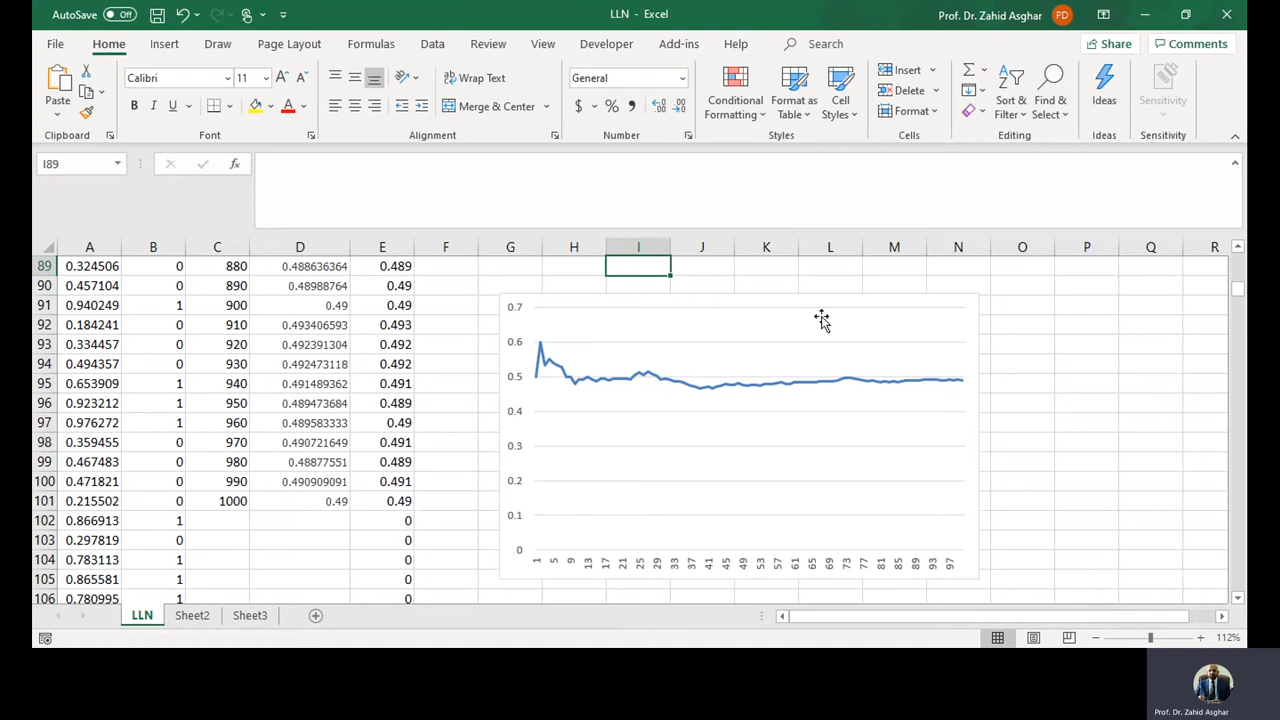 AutoSave Off LLN - Excel Prof. Dr. Zahid Asghar PD
File Home Insert Draw Page Layout Formulas Data Review View Developer Add-ins Help Search Share Comments
Paste Calibri 11 A A Wrap Text General Conditional Formatting Format as Table Cell Styles Insert Delete Format Sort & Filter Find & Select Ideas Sensitivity
B I U A Merge & Center $ % 
Clipboard Font Alignment Number Styles Cells Editing Ideas Sensitivity
I89 fx
A B C D E F G H I J K L M N O P Q R
89 0.324506 0 880 0.488636364 0.489
90 0.457104 0 890 0.48988764 0.49
91 0.940249 1 900 0.49 0.49
92 0.184241 0 910 0.493406593 0.493
93 0.334457 0 920 0.492391304 0.492
94 0.494357 0 930 0.492473118 0.492
95 0.653909 1 940 0.491489362 0.491
96 0.923212 1 950 0.489473684 0.489
97 0.976272 1 960 0.489583333 0.49
98 0.359455 0 970 0.490721649 0.491
99 0.467483 0 980 0.48877551 0.489
100 0.471821 0 990 0.490909091 0.491
101 0.215502 0 1000 0.49 0.49
102 0.866913 1 0
103 0.297819 0 0
104 0.783113 1 0
105 0.865581 1 0
106 0.780995 1 0
0.7
0.6
0.5
0.4
0.3
0.2
0.1
0
1 5 9 13 17 21 25 29 33 37 41 45 49 53 57 61 65 69 73 77 81 85 89 93 97
LLN Sheet2 Sheet3
112%
Prof. Dr. Zahid Asghar